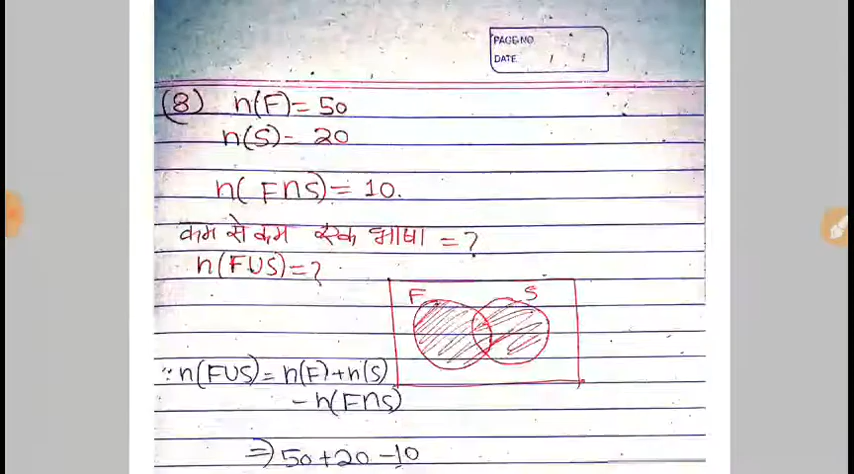 PAGE NO
DATE / /
(8) n(F) = 50
n(S) = 20
n(F∩S) = 10.
कम से कम एक भाषा = ?
n(FUS) = ?
F S
∵ n(FUS) = n(F) + n(S)
- n(F∩S)
⇒ 50 + 20 - 10